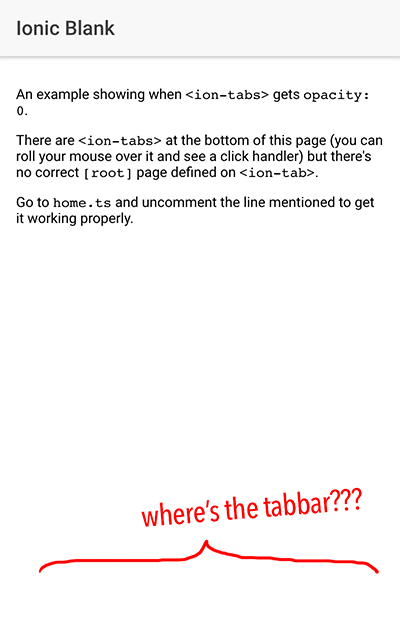 Ionic Blank
An example showing when <ion-tabs> gets opacity:
0.
There are <ion-tabs> at the bottom of this page (you can
roll your mouse over it and see a click handler) but there's
no correct [root] page defined on <ion-tab>.
Go to home.ts and uncomment the line mentioned to get
it working properly.
where's the tabbar???